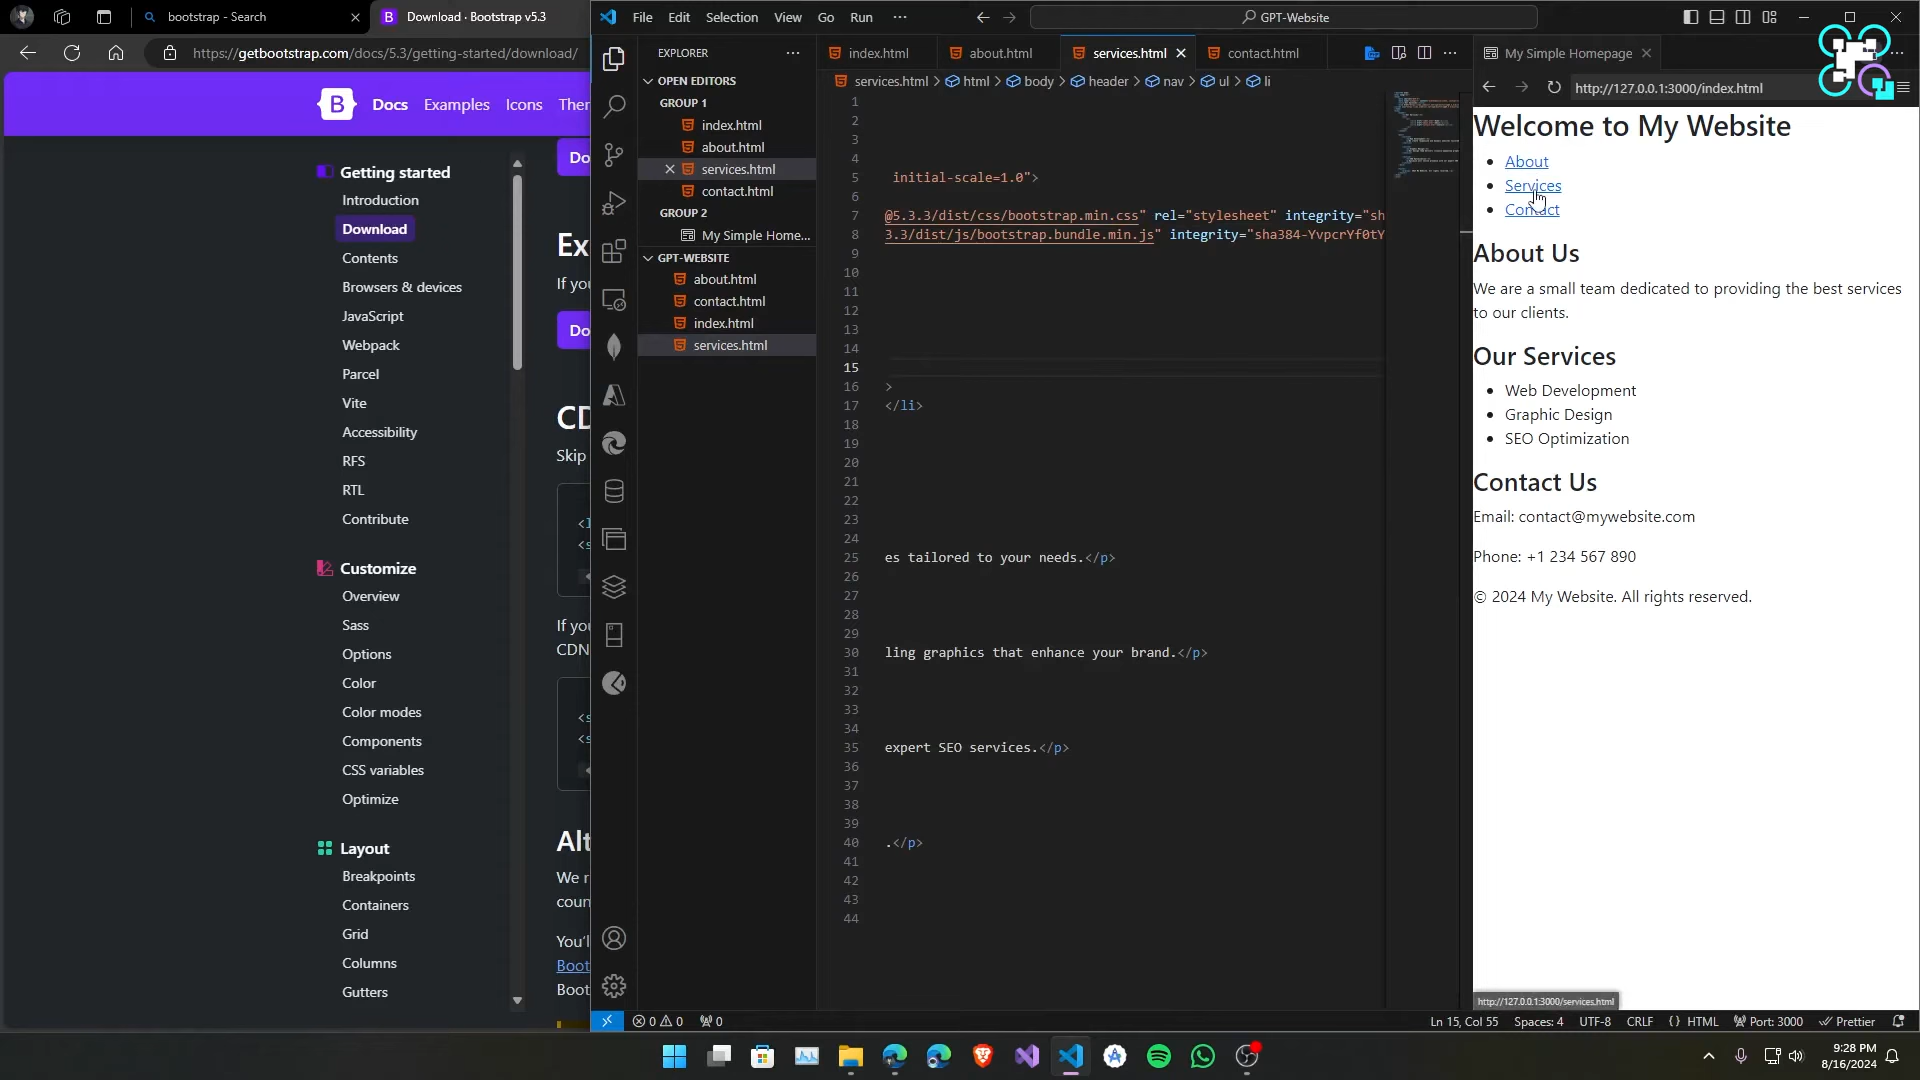 bootstrap - Search
Download · Bootstrap v5.3
https://getbootstrap.com/docs/5.3/getting-started/download/
Docs Examples Icons
Getting started
Introduction
Download
Contents
Browsers & devices
JavaScript
Webpack
Parcel
Vite
Accessibility
RFS
RTL
Contribute
Customize
Overview
Sass
Options
Color
Color modes
Components
CSS variables
Optimize
Layout
Breakpoints
Containers
Grid
Columns
Gutters
If you
Skip
CDN
File Edit Selection View Go Run ···
GPT-Website
EXPLORER
OPEN EDITORS
GROUP 1
index.html
about.html
services.html
contact.html
GROUP 2
My Simple Home...
GPT-WEBSITE
about.html
contact.html
index.html
services.html
index.html about.html services.html contact.html
services.html > html > body > header > nav > ul > li
1
2
3
4
5 initial-scale=1.0">
6
7 @5.3.3/dist/css/bootstrap.min.css" rel="stylesheet" integrity="sh
8 3.3/dist/js/bootstrap.bundle.min.js" integrity="sha384-YvpcrYf0tY
9
10
11
12
13
14
15
16 >
17 </li>
18
19
20
21
22
23
24
25 es tailored to your needs.</p>
26
27
28
29
30 ling graphics that enhance your brand.</p>
31
32
33
34
35 expert SEO services.</p>
36
37
38
39
40 .</p>
41
42
43
44
My Simple Homepage
http://127.0.0.1:3000/index.html
Welcome to My Website
• About
• Services
• Contact
About Us
We are a small team dedicated to providing the best services
to our clients.
Our Services
• Web Development
• Graphic Design
• SEO Optimization
Contact Us
Email: contact@mywebsite.com
Phone: +1 234 567 890
© 2024 My Website. All rights reserved.
http://127.0.0.1:3000/services.html
0 0 0 Ln 15, Col 55 Spaces: 4 UTF-8 CRLF {} HTML Port: 3000 Prettier
9:28 PM
8/16/2024